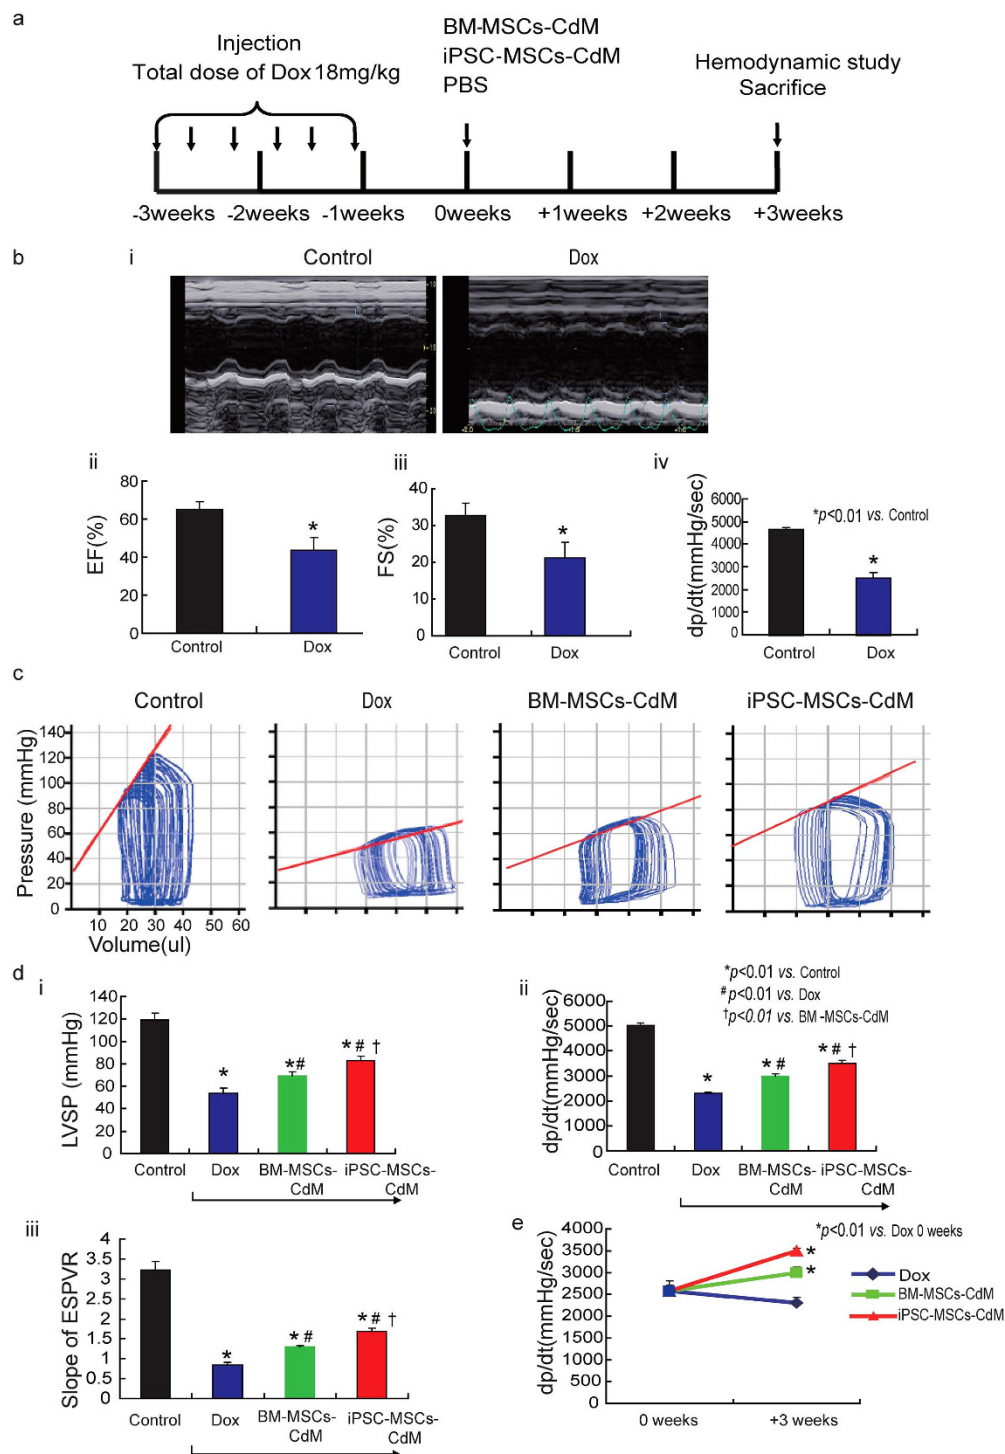 a
Injection
Total dose of Dox 18mg/kg
BM-MSCs-CdM
iPSC-MSCs-CdM
PBS
Hemodynamic study
Sacrifice
-3weeks -2weeks -1weeks 0weeks +1weeks +2weeks +3weeks
b i Control Dox
ii
EF(%)
80
60
40
20
0
Control Dox
*
iii
FS(%)
40
30
20
10
0
Control Dox
*
iv
dp/dt(mmHg/sec)
6000
5000
4000
3000
2000
1000
0
*p<0.01 vs. Control
*
Control Dox
c
Control Dox BM-MSCs-CdM iPSC-MSCs-CdM
Pressure (mmHg)
140
120
100
80
60
40
20
0
10 20 30 40 50 60
Volume(ul)
d
i
LVSP (mmHg)
140
120
100
80
60
40
20
0
* *# *# †
Control Dox BM-MSCs-CdM iPSC-MSCs-CdM
*p<0.01 vs. Control
#p<0.01 vs. Dox
†p<0.01 vs. BM -MSCs-CdM
ii
dp/dt(mmHg/sec)
6000
5000
4000
3000
2000
1000
0
* *# *# †
Control Dox BM-MSCs-CdM iPSC-MSCs-CdM
iii
Slope of ESPVR
4
3.5
3
2.5
2
1.5
1
0.5
0
* *# *# †
Control Dox BM-MSCs-CdM iPSC-MSCs-CdM
e
dp/dt(mmHg/sec)
4000
3500
3000
2500
2000
1500
1000
500
0
*p<0.01 vs. Dox 0 weeks
*
*
Dox
BM-MSCs-CdM
iPSC-MSCs-CdM
0 weeks +3 weeks